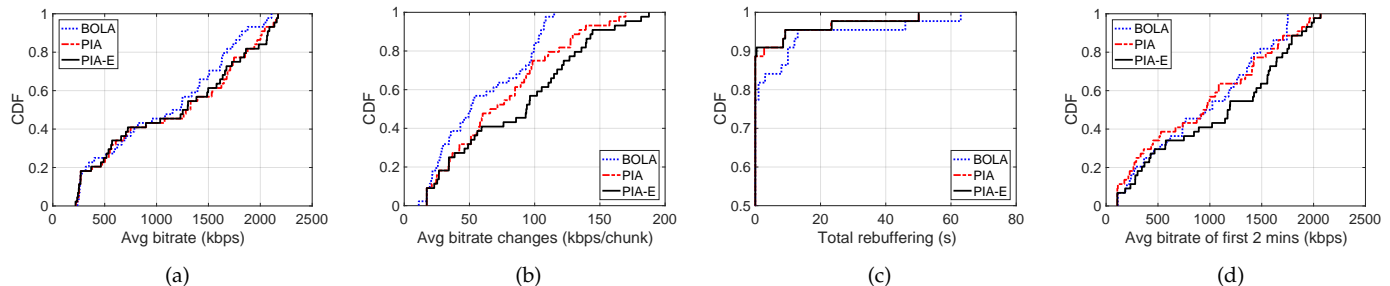 1
0.8
0.6
0.4
0.2
0
CDF
BOLA
PIA
PIA-E
0 500 1000 1500 2000 2500
Avg bitrate (kbps)
(a)
1
0.8
0.6
0.4
0.2
0
CDF
BOLA
PIA
PIA-E
0 50 100 150 200
Avg bitrate changes (kbps/chunk)
(b)
1
0.9
0.8
0.7
0.6
0.5
CDF
BOLA
PIA
PIA-E
0 20 40 60 80
Total rebuffering (s)
(c)
1
0.8
0.6
0.4
0.2
0
CDF
BOLA
PIA
PIA-E
0 500 1000 1500 2000 2500
Avg bitrate of first 2 mins (kbps)
(d)